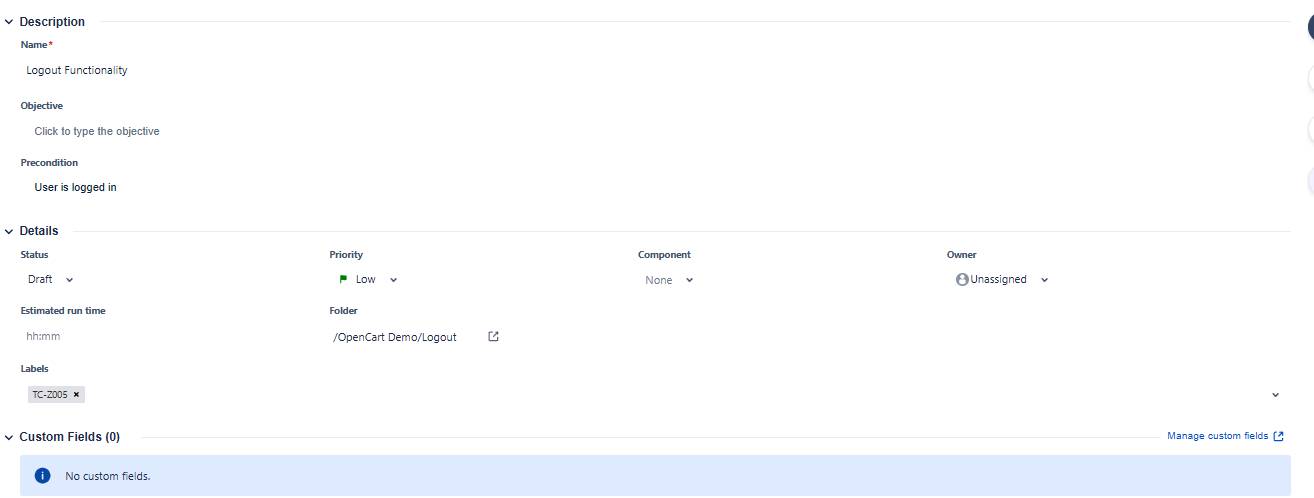 Description
Name*
Logout Functionality
Objective
Click to type the objective
Precondition
User is logged in
Details
Status Priority Component Owner
Draft Low None Unassigned
Estimated run time Folder
hh:mm /OpenCart Demo/Logout
Labels
TC-Z005 ×
Custom Fields (0) Manage custom fields
No custom fields.